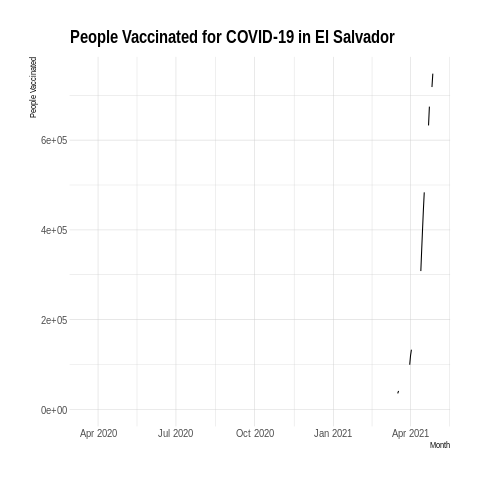 People Vaccinated for COVID-19 in El Salvador
People Vaccinated
6e+05
4e+05
2e+05
0e+00
Apr 2020 Jul 2020 Oct 2020 Jan 2021 Apr 2021
Month